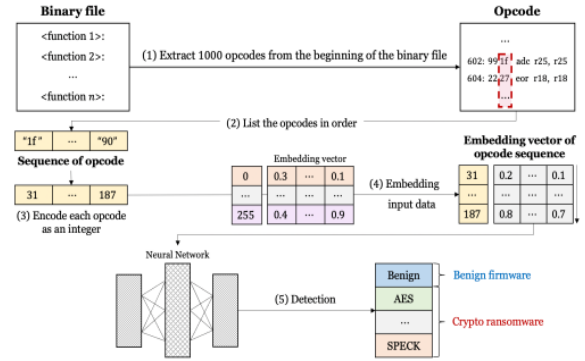 Binary file
<function 1>:
<function 2>:
...
<function n>:
(1) Extract 1000 opcodes from the beginning of the binary file
Opcode
...
602: 99 1f adc r25, r25
604: 22 27 eor r18, r18
...
(2) List the opcodes in order
"1f" ... "90"
Sequence of opcode
31 ... 187
(3) Encode each opcode
as an integer
Embedding vector
0 0.3 ... 0.1
...
255 0.4 ... 0.9
(4) Embedding
input data
Embedding vector of
opcode sequence
31 0.2 ... 0.1
...
187 0.8 ... 0.7
Neural Network
(5) Detection
Benign
AES
...
SPECK
Benign firmware
Crypto ransomware